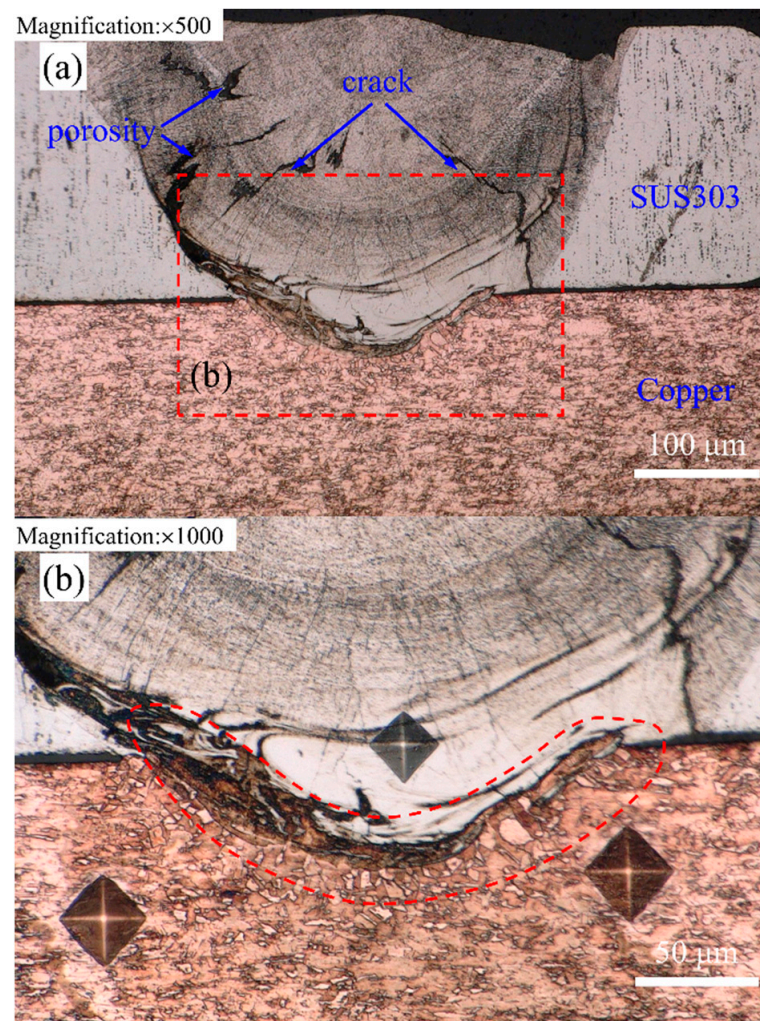 Magnification:×500
(a)
crack
porosity
SUS303
(b)
Copper
100 μm
Magnification:×1000
(b)
50 μm